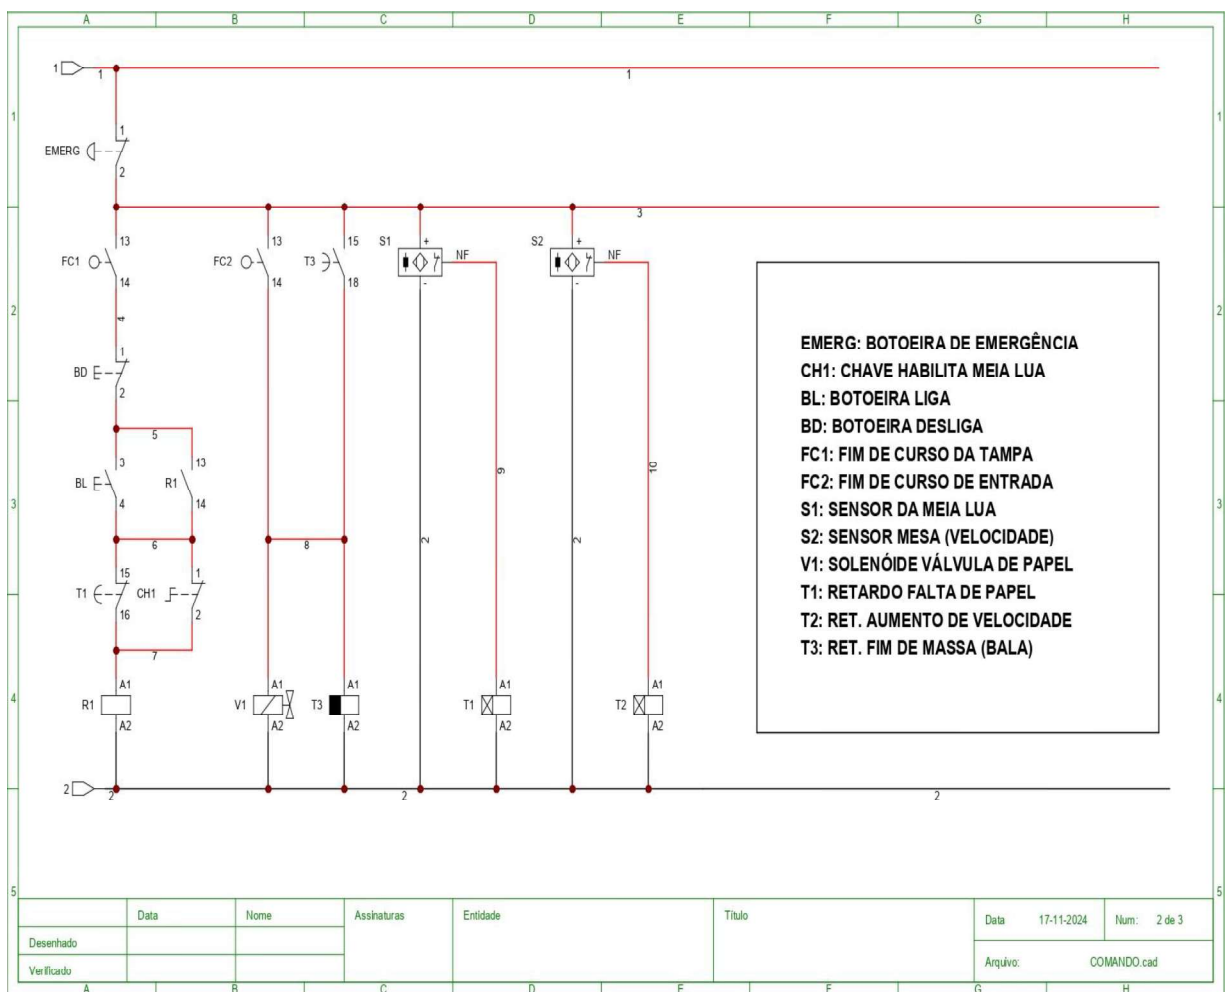 A B C D E F G H
1 1 1
1
1 1
EMERG
2
3
13 13 15 S1 + S2 +
FC1 FC2 T3 NF NF
14 14 18 - -
2 2
4
1
BD
2
5
3 13
BL R1
4 14
9 10
3 3
6 8 2 2
15 1
T1 CH1
16 2
7
A1 A1 A1 A1 A1
R1 V1 T3 T1 T2
A2 A2 A2 A2 A2
4 4
2 2 2 2
EMERG: BOTOEIRA DE EMERGÊNCIA
CH1: CHAVE HABILITA MEIA LUA
BL: BOTOEIRA LIGA
BD: BOTOEIRA DESLIGA
FC1: FIM DE CURSO DA TAMPA
FC2: FIM DE CURSO DE ENTRADA
S1: SENSOR DA MEIA LUA
S2: SENSOR MESA (VELOCIDADE)
V1: SOLENÓIDE VÁLVULA DE PAPEL
T1: RETARDO FALTA DE PAPEL
T2: RET. AUMENTO DE VELOCIDADE
T3: RET. FIM DE MASSA (BALA)
5 5
Data Nome Assinaturas Entidade Título Data 17-11-2024 Num: 2 de 3
Desenhado
Verificado Arquivo: COMANDO.cad
A B C D E F G H